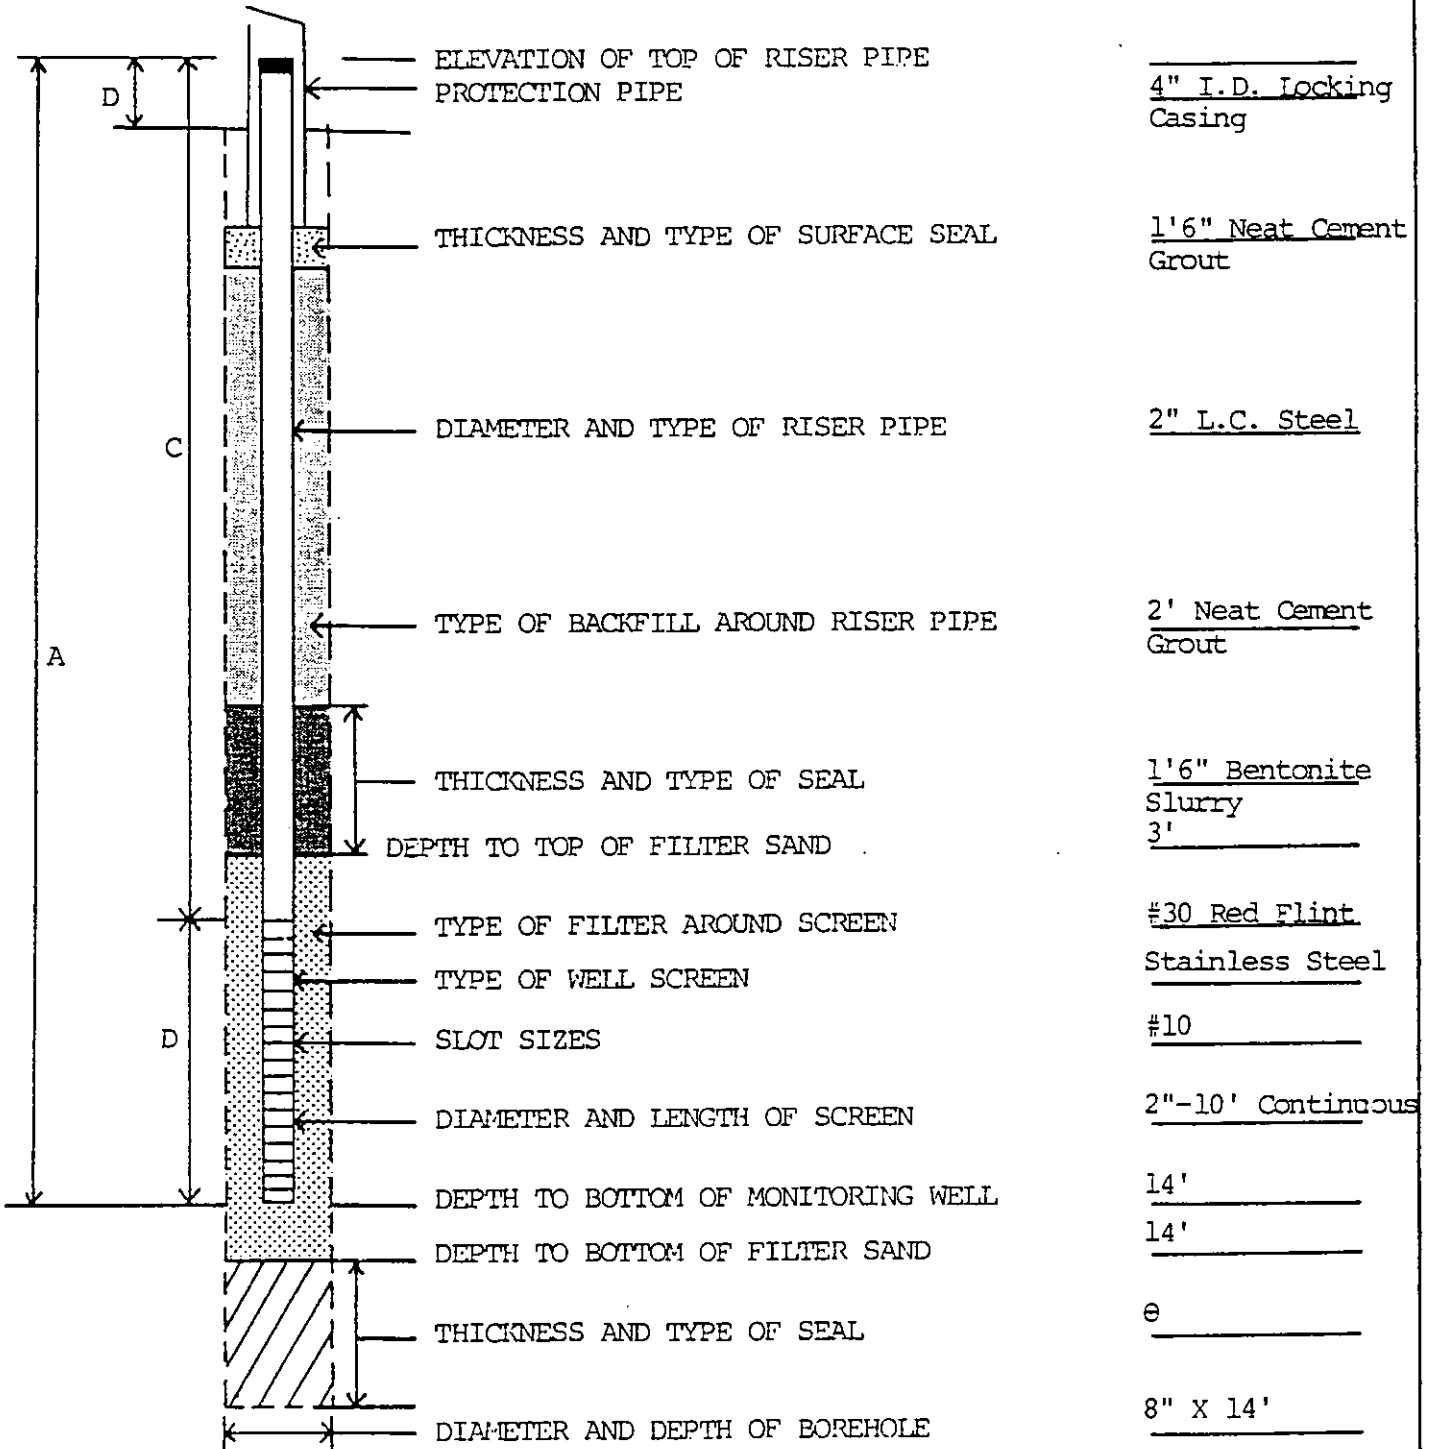 ELEVATION OF TOP OF RISER PIPE
D PROTECTION PIPE 4" I.D. Locking
Casing
THICKNESS AND TYPE OF SURFACE SEAL 1'6" Neat Cement
Grout
DIAMETER AND TYPE OF RISER PIPE 2" L.C. Steel
C
TYPE OF BACKFILL AROUND RISER PIPE 2' Neat Cement
Grout
A
THICKNESS AND TYPE OF SEAL 1'6" Bentonite
Slurry
DEPTH TO TOP OF FILTER SAND 3'
TYPE OF FILTER AROUND SCREEN #30 Red Flint
TYPE OF WELL SCREEN Stainless Steel
D SLOT SIZES #10
DIAMETER AND LENGTH OF SCREEN 2"-10' Continuous
DEPTH TO BOTTOM OF MONITORING WELL 14'
DEPTH TO BOTTOM OF FILTER SAND 14'
THICKNESS AND TYPE OF SEAL θ
DIAMETER AND DEPTH OF BOREHOLE 8" X 14'